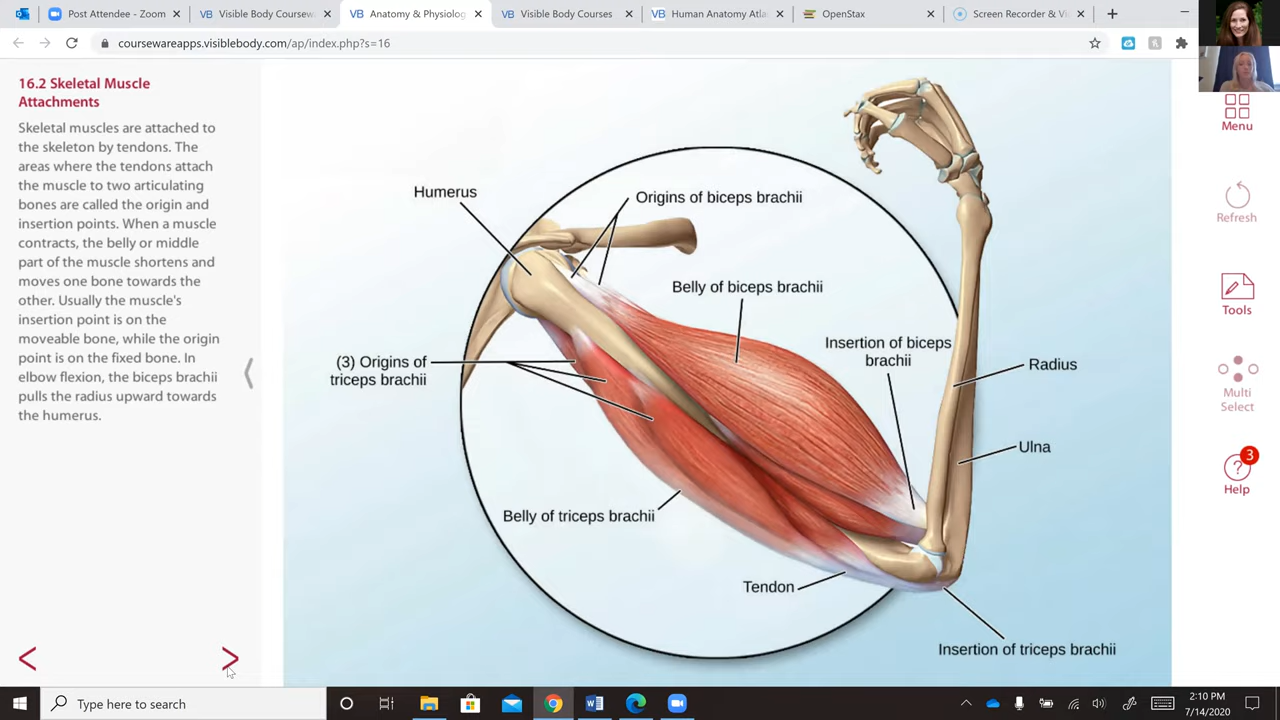 Post Attendee - Zoom
Visible Body Coursew
Anatomy & Physiolog
Visible Body Courses
Human Anatomy Atla
OpenStax
Screen Recorder & Vi
coursewareapps.visiblebody.com/ap/index.php?s=16
16.2 Skeletal Muscle
Attachments
Skeletal muscles are attached to
the skeleton by tendons. The
areas where the tendons attach
the muscle to two articulating
bones are called the origin and
insertion points. When a muscle
contracts, the belly or middle
part of the muscle shortens and
moves one bone towards the
other. Usually the muscle's
insertion point is on the
moveable bone, while the origin
point is on the fixed bone. In
elbow flexion, the biceps brachii
pulls the radius upward towards
the humerus.
Humerus
Origins of biceps brachii
Belly of biceps brachii
Insertion of biceps
brachii
(3) Origins of
triceps brachii
Radius
Ulna
Belly of triceps brachii
Tendon
Insertion of triceps brachii
Menu
Refresh
Tools
Multi
Select
3
Help
Type here to search
2:10 PM
7/14/2020